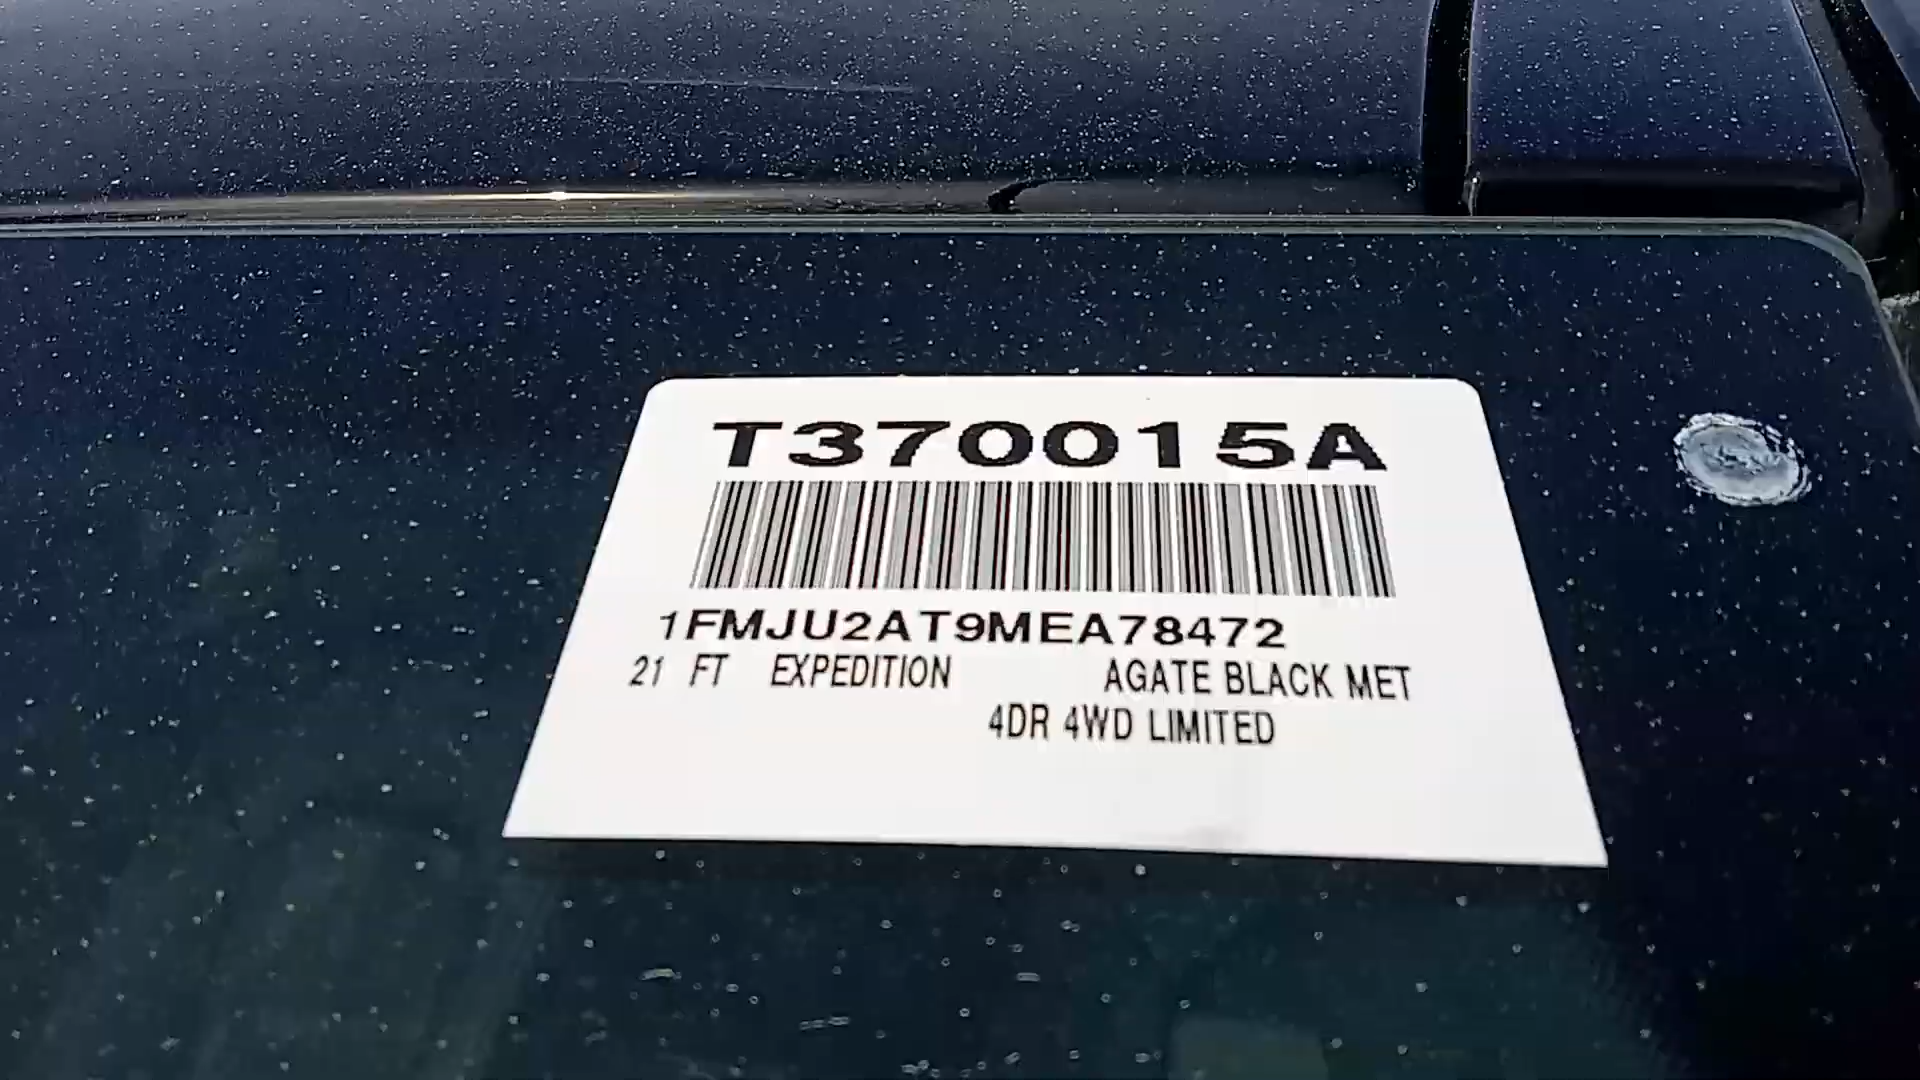 T370015A
1FMJU2AT9MEA78472
21 FT EXPEDITION AGATE BLACK MET
4DR 4WD LIMITED